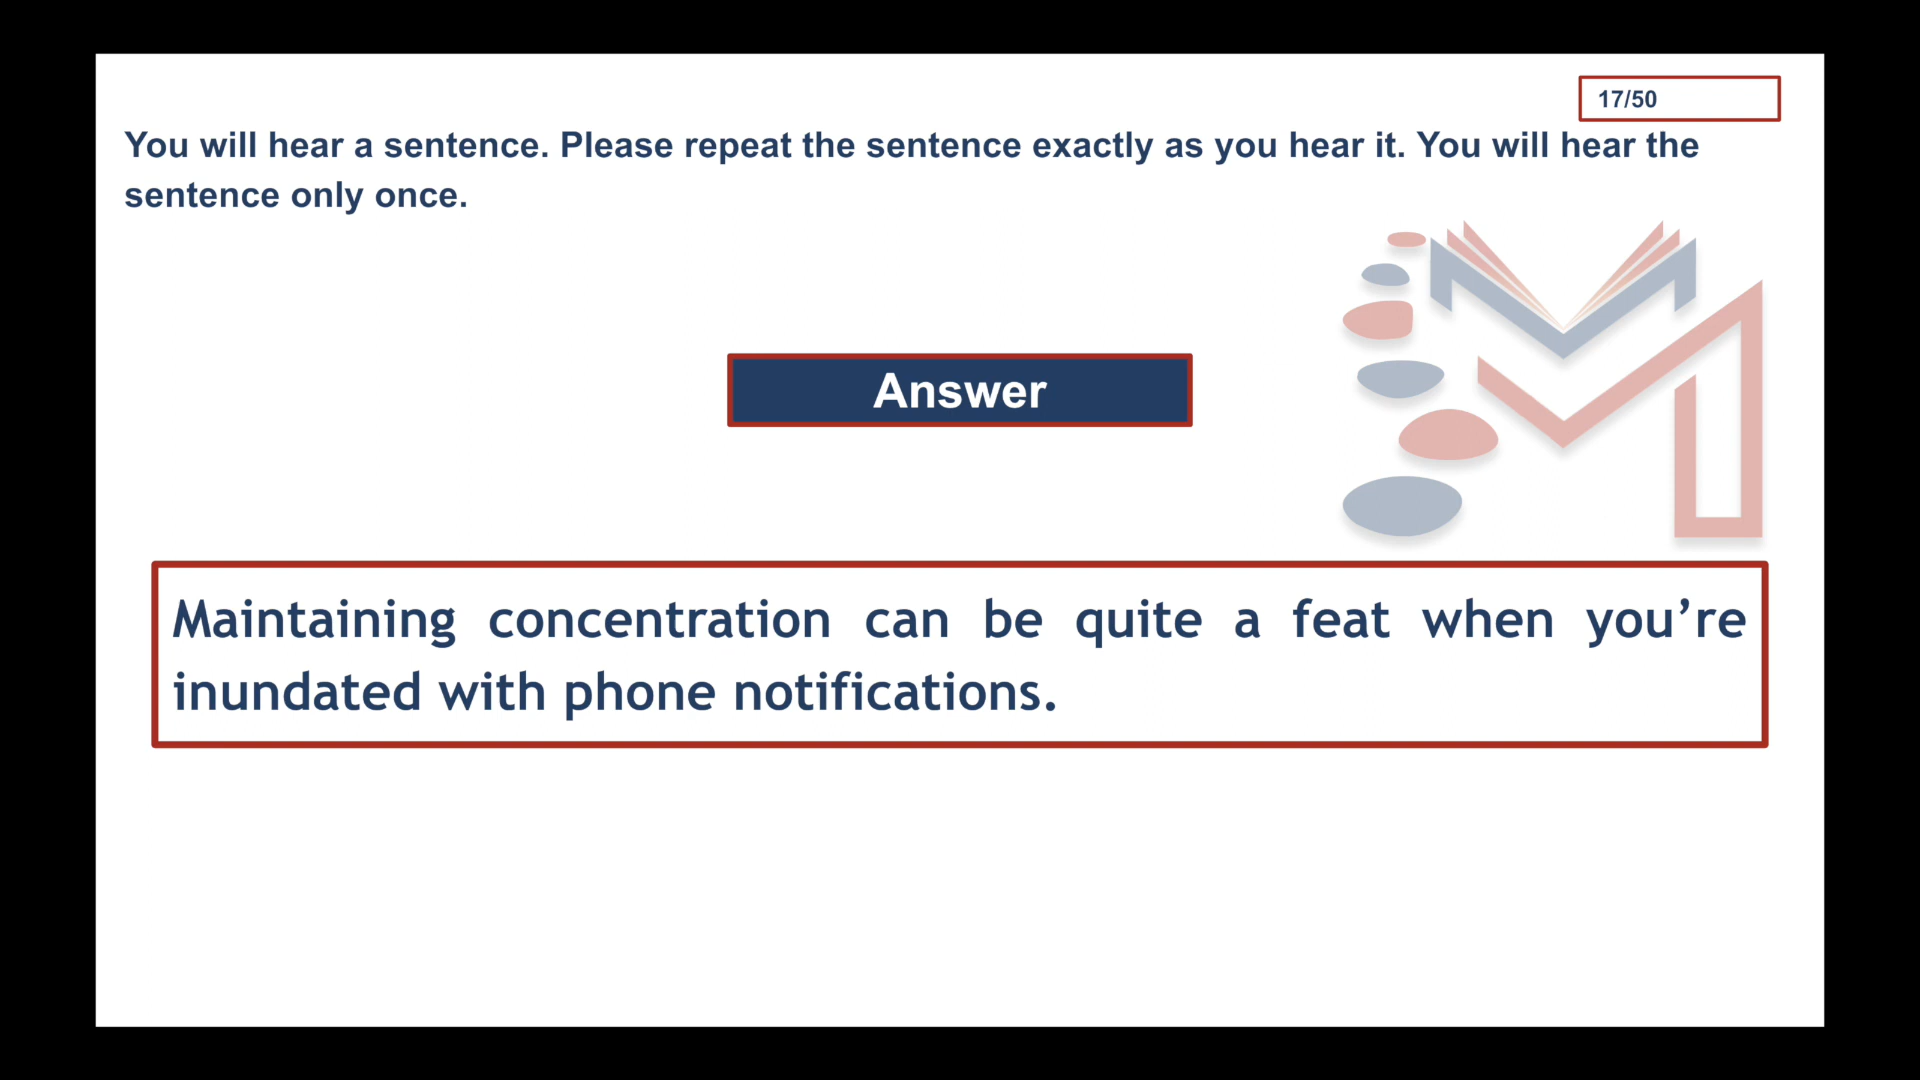 17/50
You will hear a sentence. Please repeat the sentence exactly as you hear it. You will hear the
sentence only once.
Answer
Maintaining concentration can be quite a feat when you’re
inundated with phone notifications.